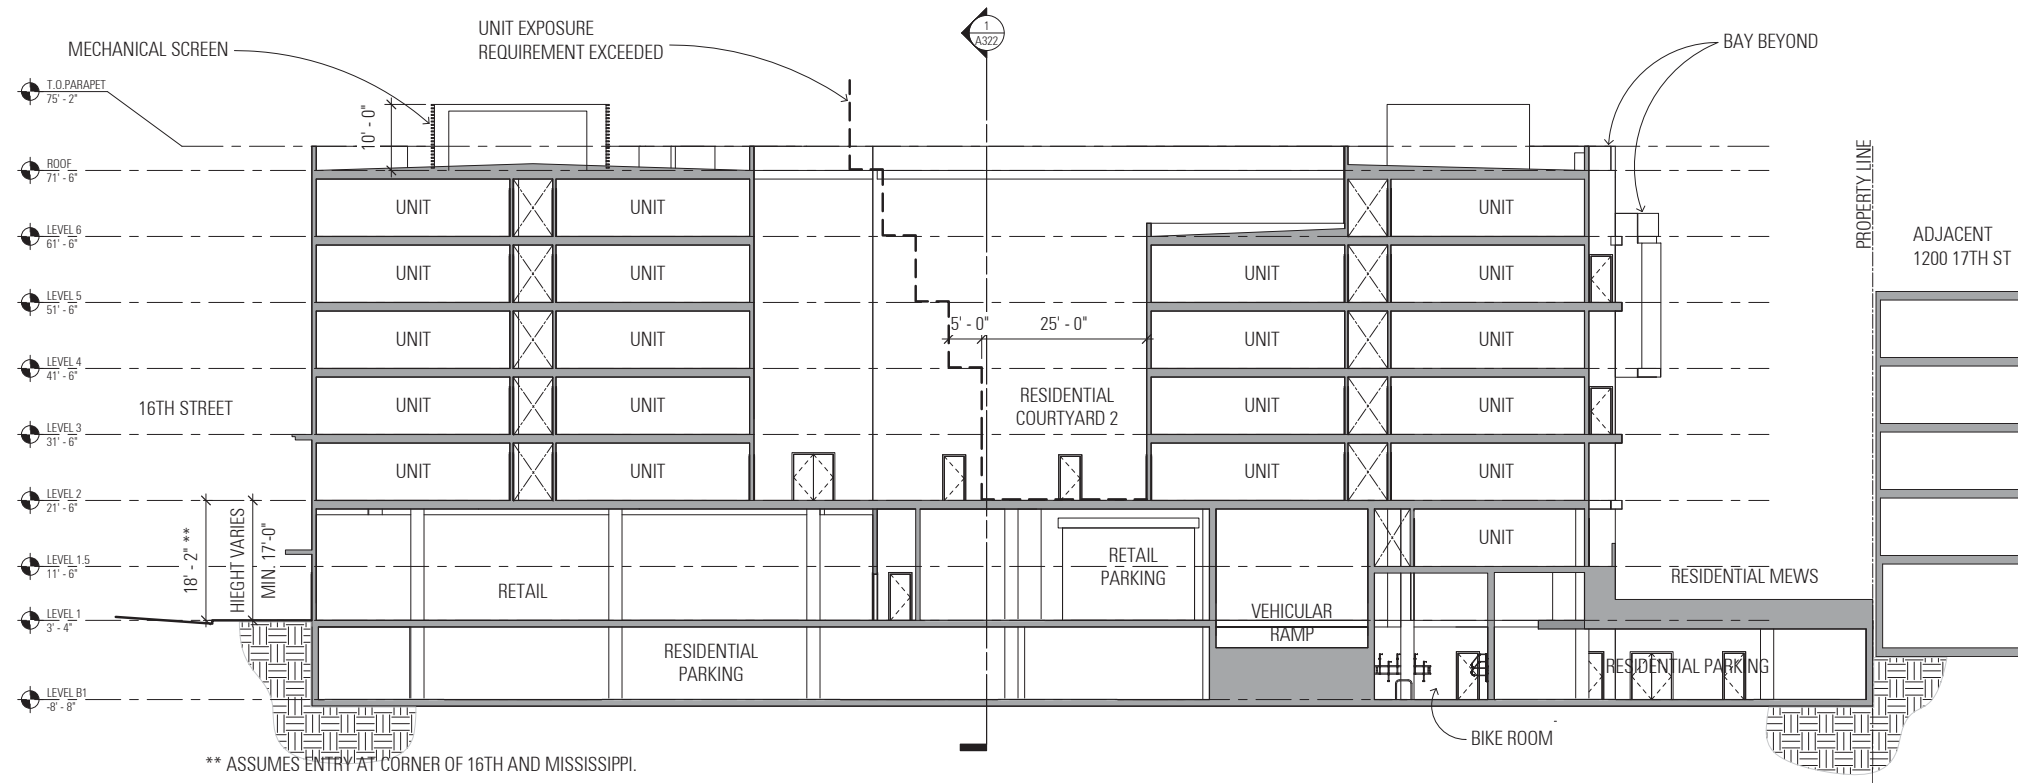 MECHANICAL SCREEN
UNIT EXPOSURE
REQUIREMENT EXCEEDED
1
A322
BAY BEYOND
T.O.PARAPET
75' - 2"
10' - 0"
ROOF
71' - 6"
PROPERTY LINE
UNIT UNIT UNIT
LEVEL 6
61' - 6"
ADJACENT
1200 17TH ST
UNIT UNIT UNIT UNIT
LEVEL 5
51' - 6"
5' - 0" 25' - 0"
UNIT UNIT UNIT UNIT
LEVEL 4
41' - 6"
16TH STREET
UNIT UNIT UNIT UNIT
RESIDENTIAL
COURTYARD 2
LEVEL 3
31' - 6"
UNIT UNIT UNIT UNIT
LEVEL 2
21' - 6"
18' - 2" **
HIEGHT VARIES
MIN. 17'-0"
UNIT
LEVEL 1.5
11' - 6"
RETAIL
RETAIL
PARKING
RESIDENTIAL MEWS
LEVEL 1
3' - 4"
VEHICULAR
RAMP
RESIDENTIAL
PARKING
RESIDENTIAL PARKING
LEVEL B1
-8' - 8"
BIKE ROOM
** ASSUMES ENTRY AT CORNER OF 16TH AND MISSISSIPPI.